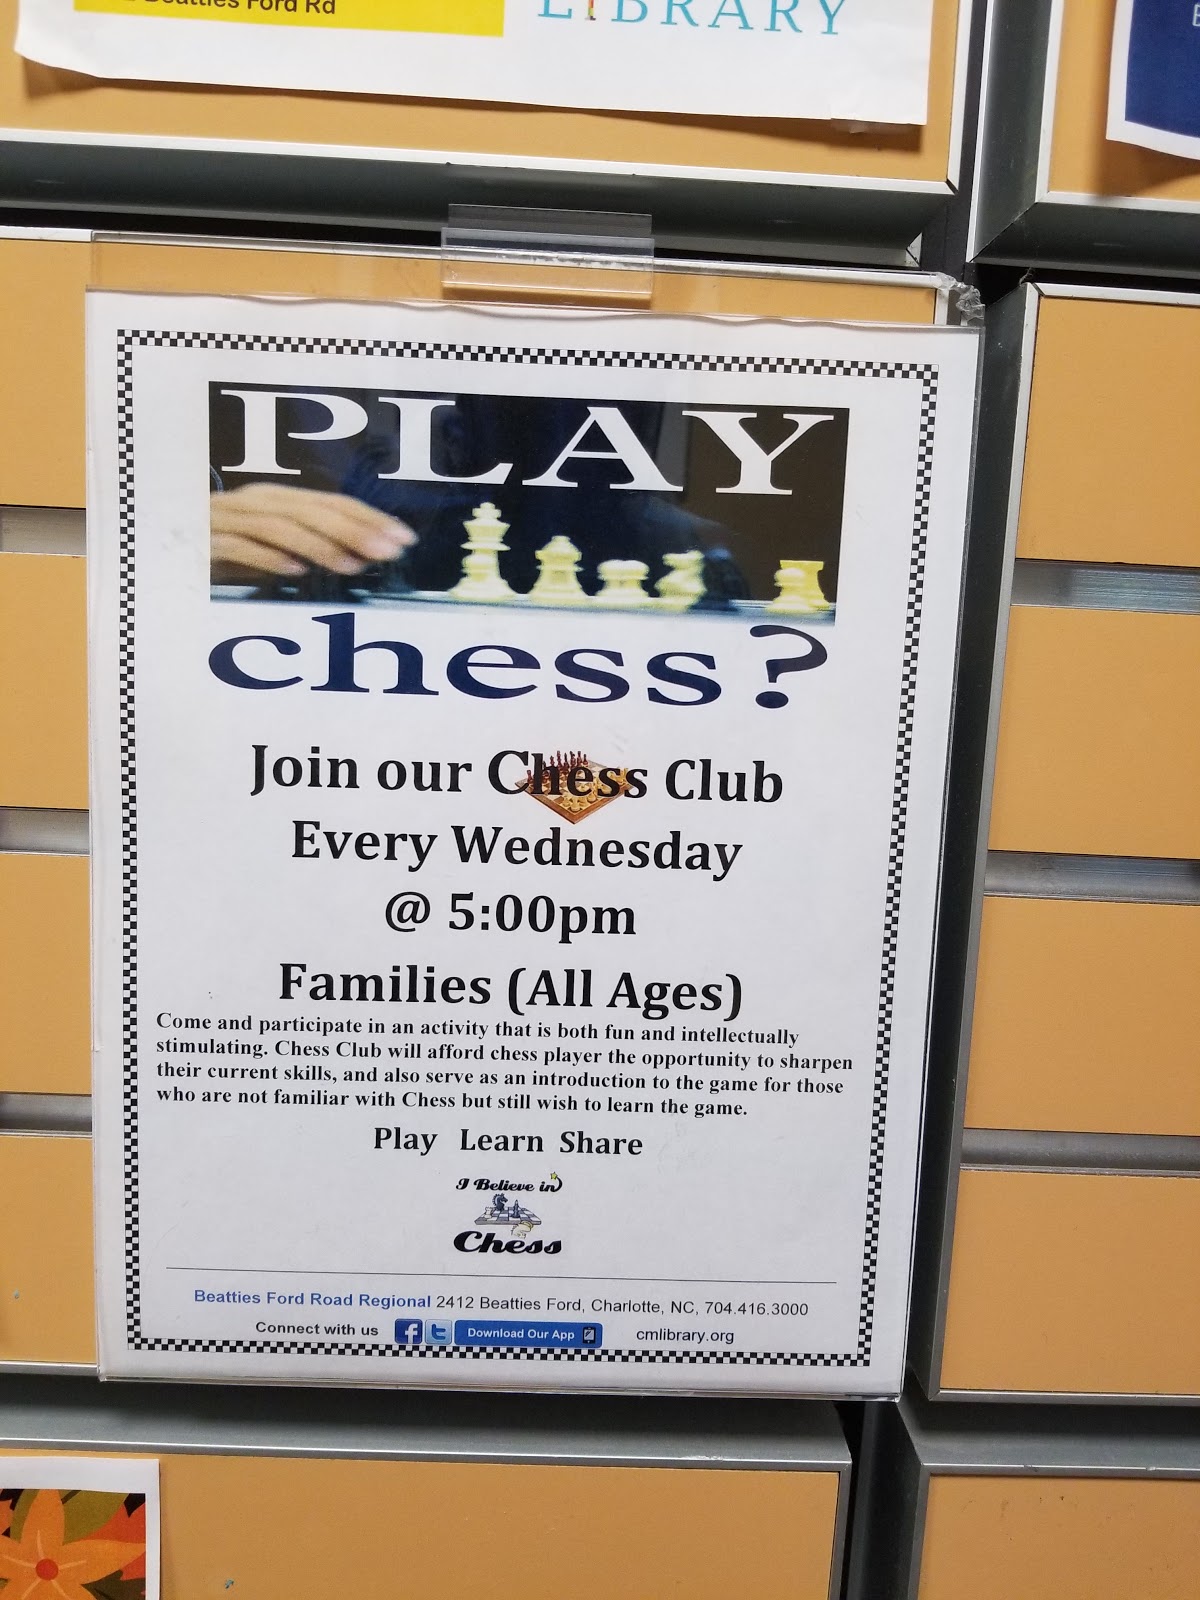 Beatties Ford Rd
LIBRARY
PLAY
chess?
Join our Chess Club
Every Wednesday
@ 5:00pm
Families (All Ages)
Come and participate in an activity that is both fun and intellectually
stimulating. Chess Club will afford chess player the opportunity to sharpen
their current skills, and also serve as an introduction to the game for those
who are not familiar with Chess but still wish to learn the game.
Play Learn Share
I Believe in
Chess
Beatties Ford Road Regional 2412 Beatties Ford, Charlotte, NC, 704.416.3000
Connect with us f t Download Our App cmlibrary.org